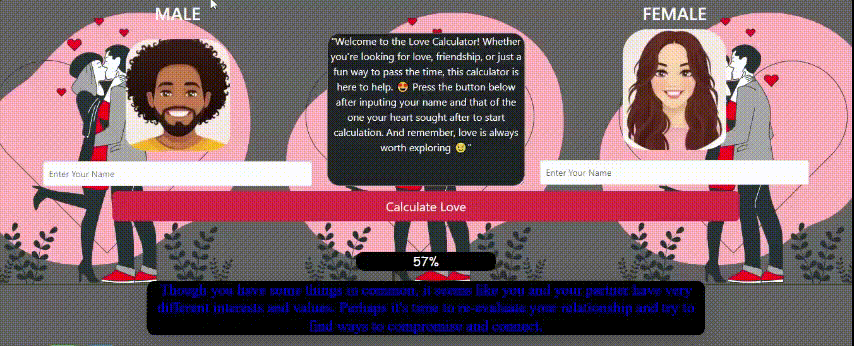 MALE
FEMALE
"Welcome to the Love Calculator! Whether
you're looking for love, friendship, or just a
fun way to pass the time, this calculator is
here to help. 😍 Press the button below
after inputing your name and that of the
one your heart sought after to start
calculation. And remember, love is always
worth exploring 😉"
Enter Your Name
Enter Your Name
Calculate Love
57%
Though you have some things in common, it seems like you and your partner have very
different interests and values. Perhaps it's time to re-evaluate your relationship and try to
find ways to compromise and connect.